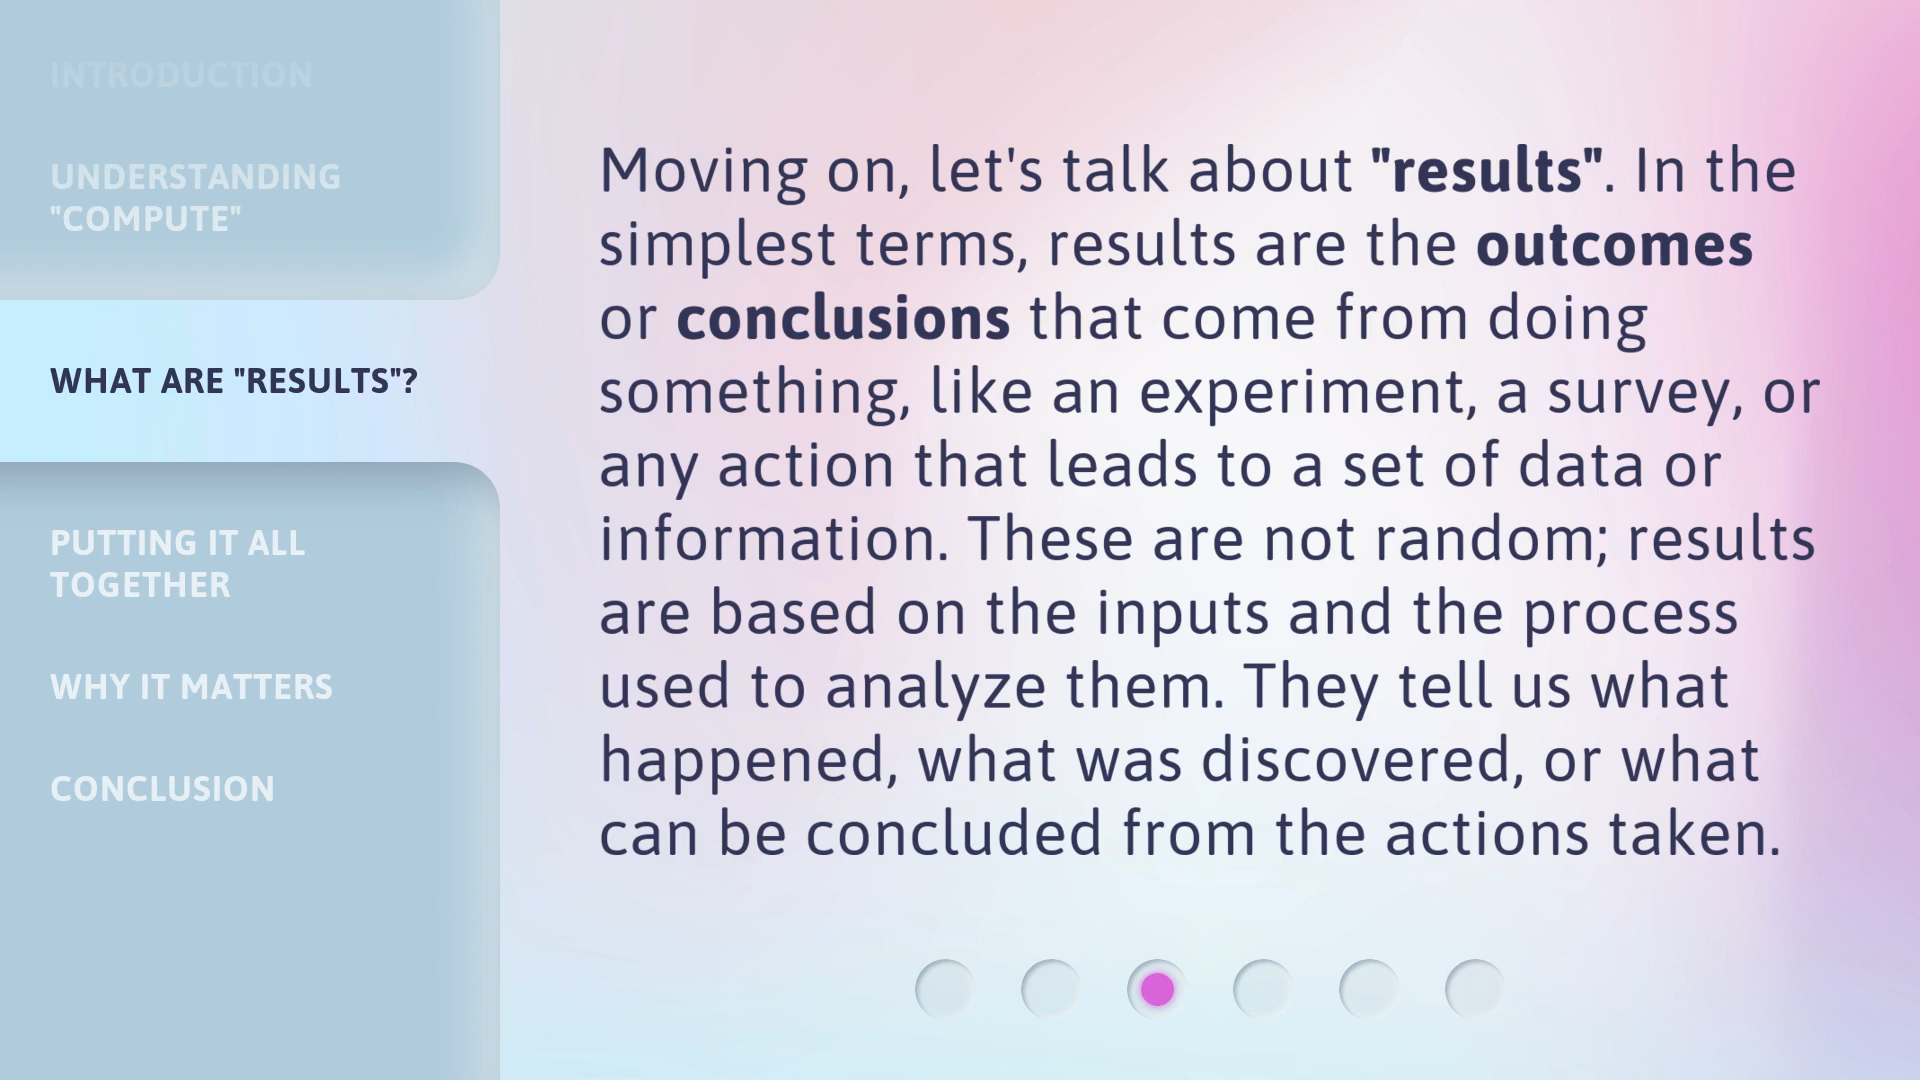 INTRODUCTION
UNDERSTANDING
"COMPUTE"
WHAT ARE "RESULTS"?
PUTTING IT ALL
TOGETHER
WHY IT MATTERS
CONCLUSION
Moving on, let's talk about "results". In the
simplest terms, results are the outcomes
or conclusions that come from doing
something, like an experiment, a survey, or
any action that leads to a set of data or
information. These are not random; results
are based on the inputs and the process
used to analyze them. They tell us what
happened, what was discovered, or what
can be concluded from the actions taken.